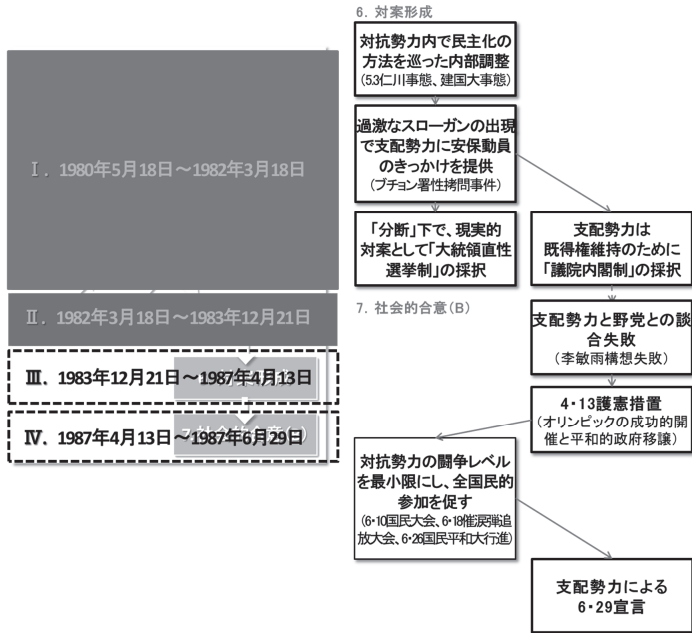 Ⅰ. 1980年5月18日～1982年3月18日
Ⅱ. 1982年3月18日～1983年12月21日
Ⅲ. 1983年12月21日～1987年4月13日
Ⅳ. 1987年4月13日～1987年6月29日
6. 対案形成
対抗勢力内で民主化の
方法を巡った内部調整
(5.3仁川事態、建国大事態)
過激なスローガンの出現
で支配勢力に安保動員
のきっかけを提供
(ブチョン署性拷問事件)
「分断」下で、現実的
対案として「大統領直性
選挙制」の採択
支配勢力は
既得権維持のために
「議院内閣制」の採択
7. 社会的合意(B)
支配勢力と野党との談
合失敗
(李敏雨構想失敗)
4・13護憲措置
(オリンピックの成功的開
催と平和的政府移譲)
対抗勢力の闘争レベル
を最小限にし、全国民的
参加を促す
(6・10国民大会、6・18催涙弾追
放大会、6・26国民平和大行進)
支配勢力による
6・29宣言